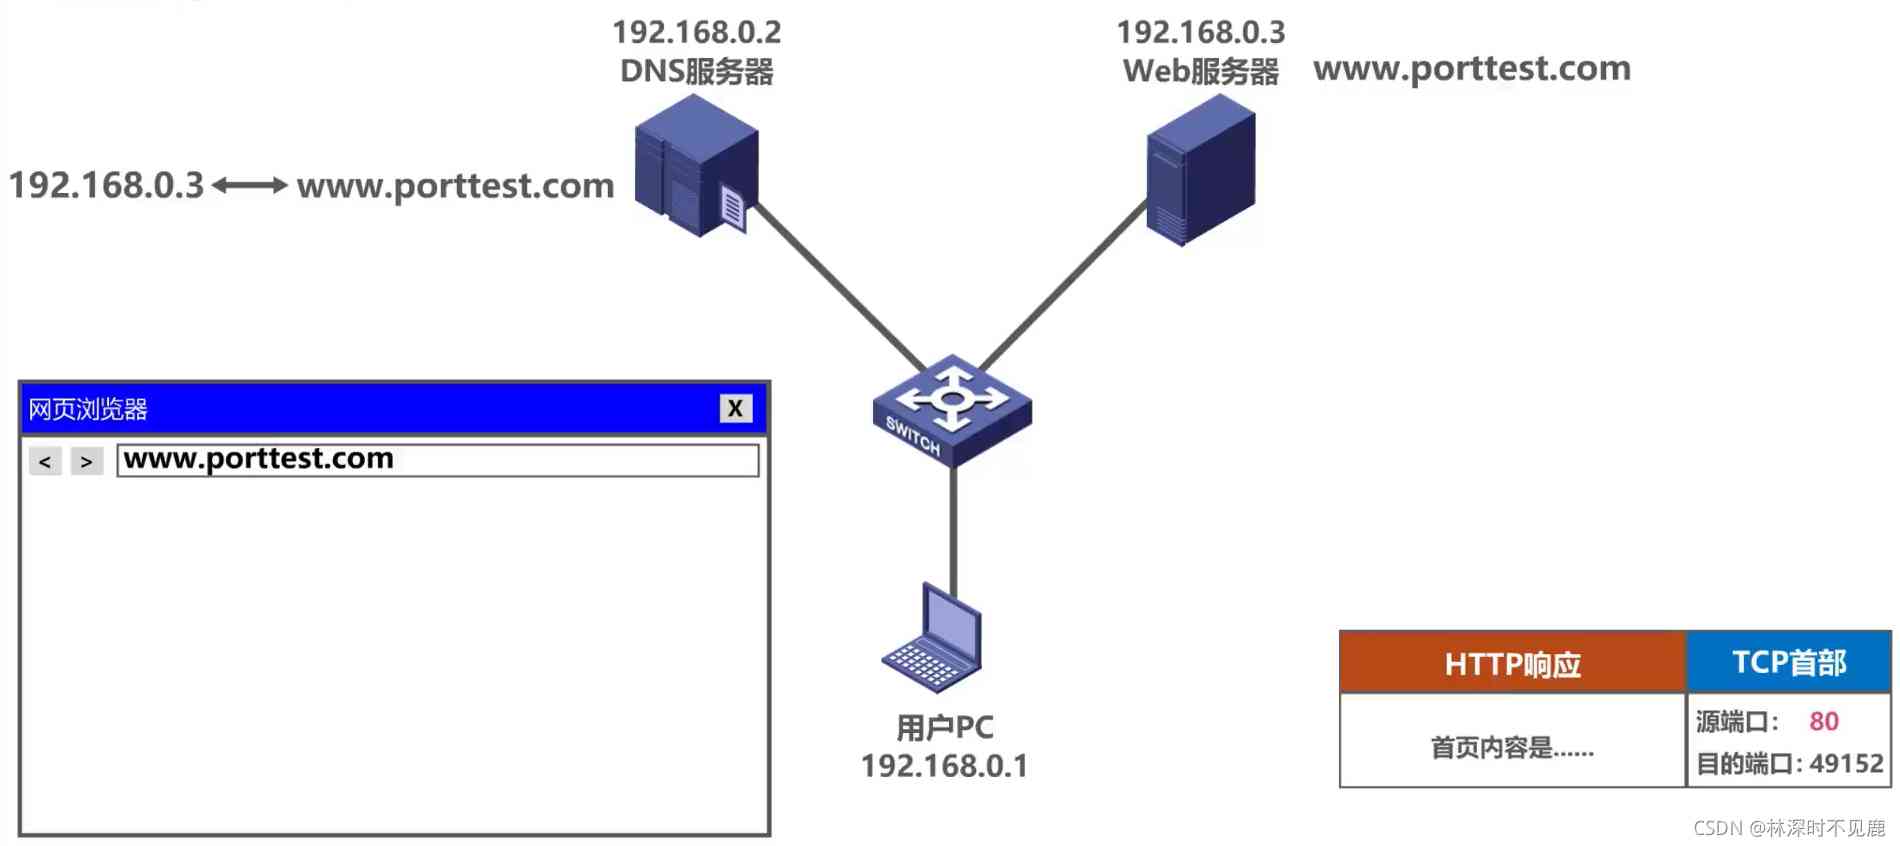 192.168.0.2
DNS服务器
192.168.0.3
Web服务器
www.porttest.com
192.168.0.3
www.porttest.com
网页浏览器
X
<
>
www.porttest.com
SWITCH
用户PC
192.168.0.1
HTTP响应
TCP首部
首页内容是......
源端口： 80
目的端口：49152
CSDN @林深时不见鹿